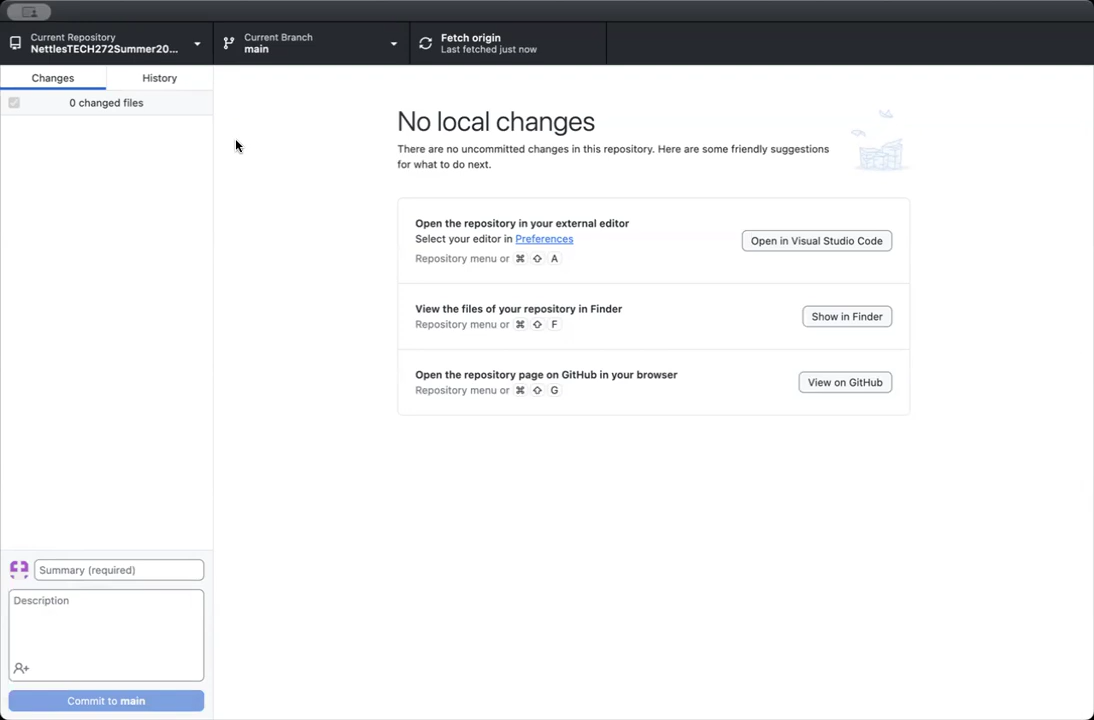 Current Repository
NettlesTECH272Summer20...
Current Branch
main
Fetch origin
Last fetched just now
Changes
History
0 changed files
No local changes
There are no uncommitted changes in this repository. Here are some friendly suggestions
for what to do next.
Open the repository in your external editor
Select your editor in Preferences
Repository menu or ⌘ ⇧ A
Open in Visual Studio Code
View the files of your repository in Finder
Repository menu or ⌘ ⇧ F
Show in Finder
Open the repository page on GitHub in your browser
Repository menu or ⌘ ⇧ G
View on GitHub
Summary (required)
Description
Commit to main